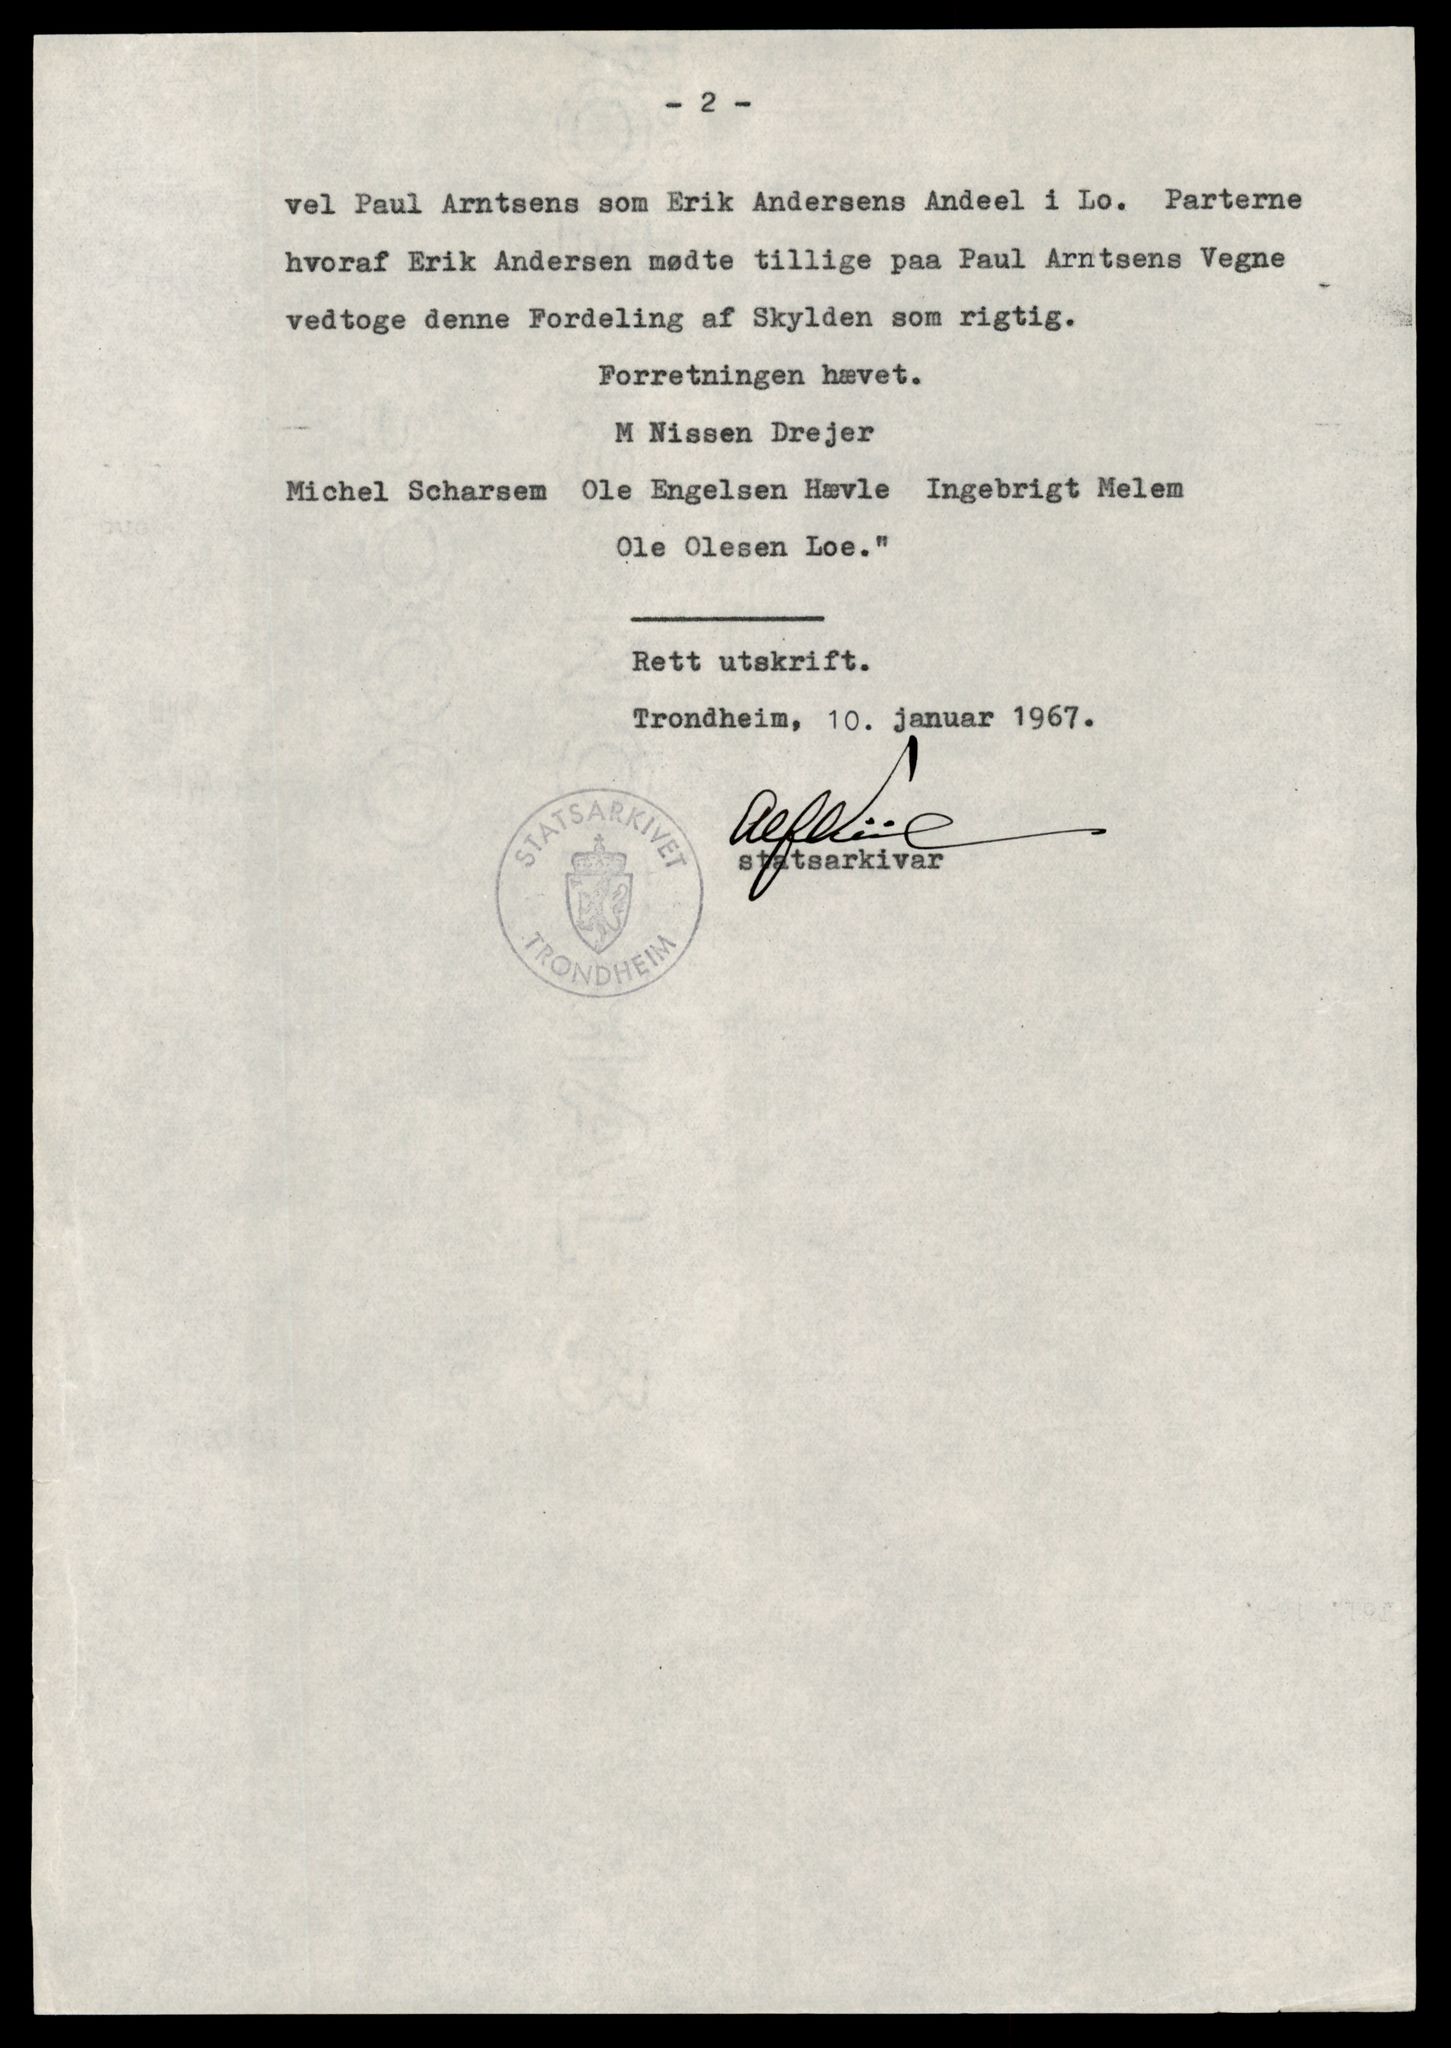 - 2 -
vel Paul Arntsens som Erik Andersens Andeel i Lo.  Parterne
hvoraf Erik Andersen mødte tillige paa Paul Arntsens Vegne
vedtoge denne Fordeling af Skylden som rigtig.
Forretningen hævet.
M Nissen Drejer
Michel Scharsem  Ole Engelsen Hævle  Ingebrigt Melem
Ole Olesen Loe."
Rett utskrift.
Trondheim, 10. januar 1967.
statsarkivar
STATSARKIVET
TRONDHEIM